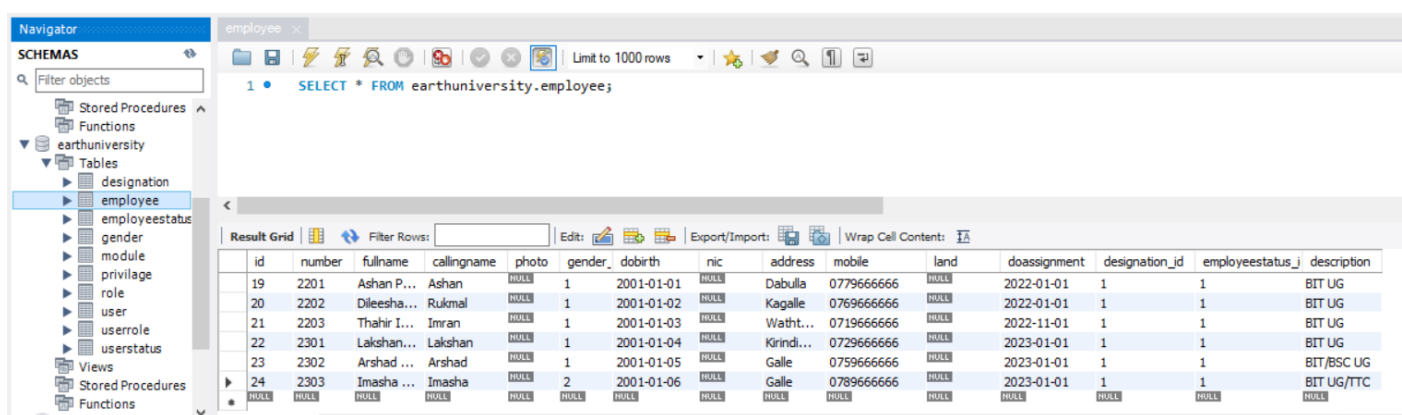 Navigator
employee ×
SCHEMAS
Limit to 1000 rows
Filter objects
1 SELECT * FROM earthuniversity.employee;
Stored Procedures
Functions
earthuniversity
Tables
designation
employee
employeestatus
gender
module
privilage
role
user
userrole
userstatus
Views
Stored Procedures
Functions
Result Grid Filter Rows: Edit: Export/Import: Wrap Cell Content: IA
id number fullname callingname photo gender_ dobirth nic address mobile land doassignment designation_id employeestatus_i description
19 2201 Ashan P... Ashan NULL 1 2001-01-01 NULL Dabulla 0779666666 NULL 2022-01-01 1 1 BIT UG
20 2202 Dileesha... Rukmal NULL 1 2001-01-02 NULL Kagalle 0769666666 NULL 2022-01-01 1 1 BIT UG
21 2203 Thahir I... Imran NULL 1 2001-01-03 NULL Watht... 0719666666 NULL 2022-11-01 1 1 BIT UG
22 2301 Lakshan... Lakshan NULL 1 2001-01-04 NULL Kirindi... 0729666666 NULL 2023-01-01 1 1 BIT UG
23 2302 Arshad ... Arshad NULL 1 2001-01-05 NULL Galle 0759666666 NULL 2023-01-01 1 1 BIT/BSC UG
24 2303 Imasha ... Imasha NULL 2 2001-01-06 NULL Galle 0789666666 NULL 2023-01-01 1 1 BIT UG/TTC
NULL NULL NULL NULL NULL NULL NULL NULL NULL NULL NULL NULL NULL NULL NULL